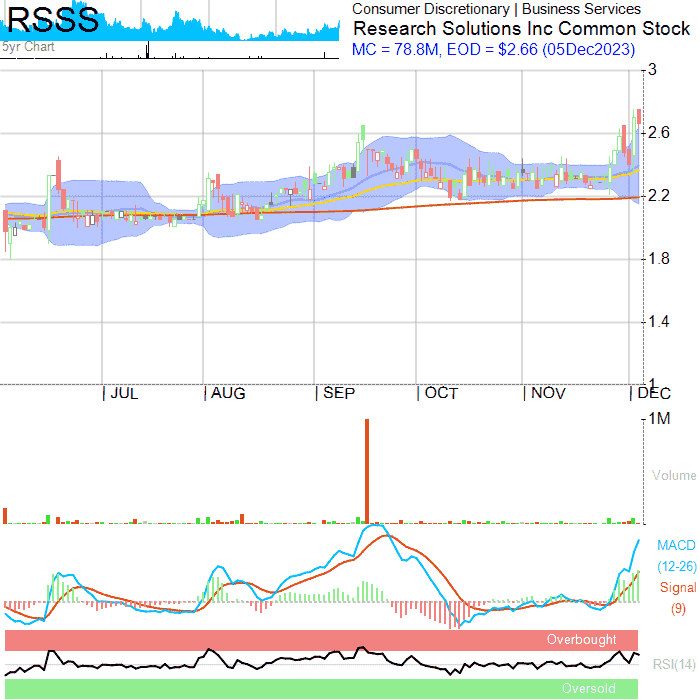 RSSS
5yr Chart
Consumer Discretionary | Business Services
Research Solutions Inc Common Stock
MC = 78.8M, EOD = $2.66 (05Dec2023)
3
2.6
2.2
1.8
1.4
1
JUL AUG SEP OCT NOV DEC
1M
Volume
MACD
(12-26)
Signal
(9)
Overbought
RSI(14)
Oversold